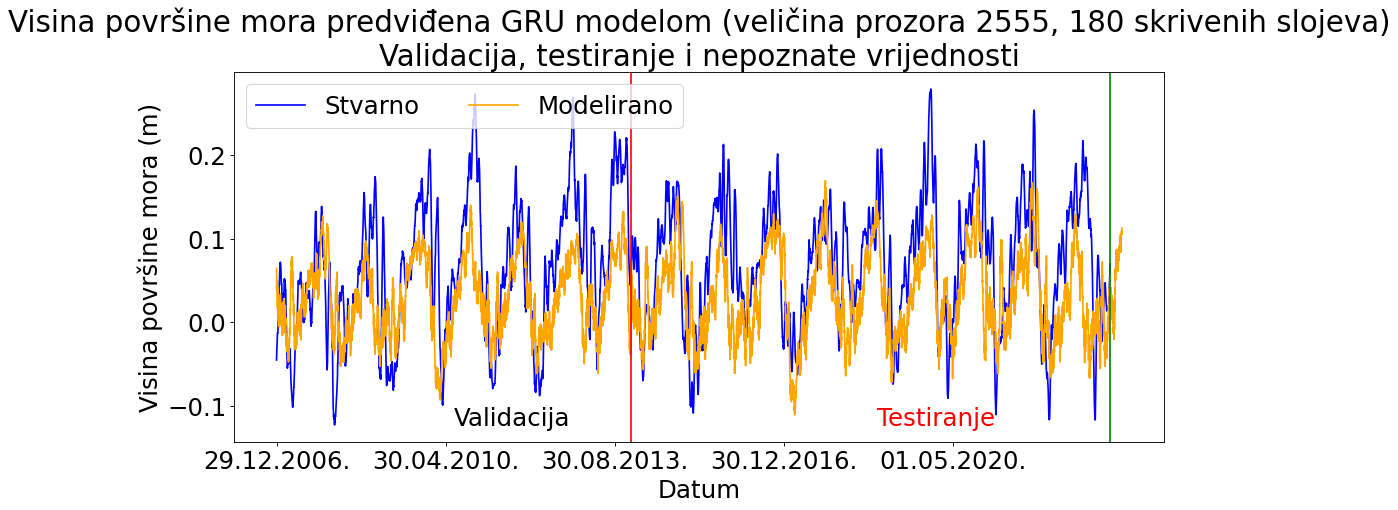 Visina površine mora predviđena GRU modelom (veličina prozora 2555, 180 skrivenih slojeva)
Validacija, testiranje i nepoznate vrijednosti
Stvarno
Modelirano
Visina površine mora (m)
0.2
0.1
0.0
−0.1
Validacija
Testiranje
29.12.2006.
30.04.2010.
30.08.2013.
30.12.2016.
01.05.2020.
Datum